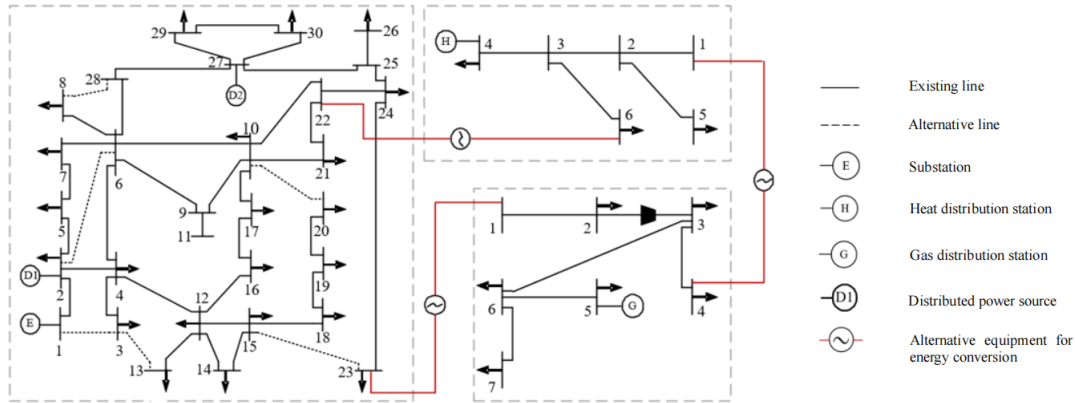 29
30
26
27
25
H
4
3
2
1
8
28
D2
22
24
10
6
5
7
6
21
9
11
17
20
5
D1
2
4
16
19
12
E
1
3
15
18
13
14
23
1
2
3
6
5
G
4
7
Existing line
Alternative line
E
Substation
H
Heat distribution station
G
Gas distribution station
D1
Distributed power source
Alternative equipment for
energy conversion